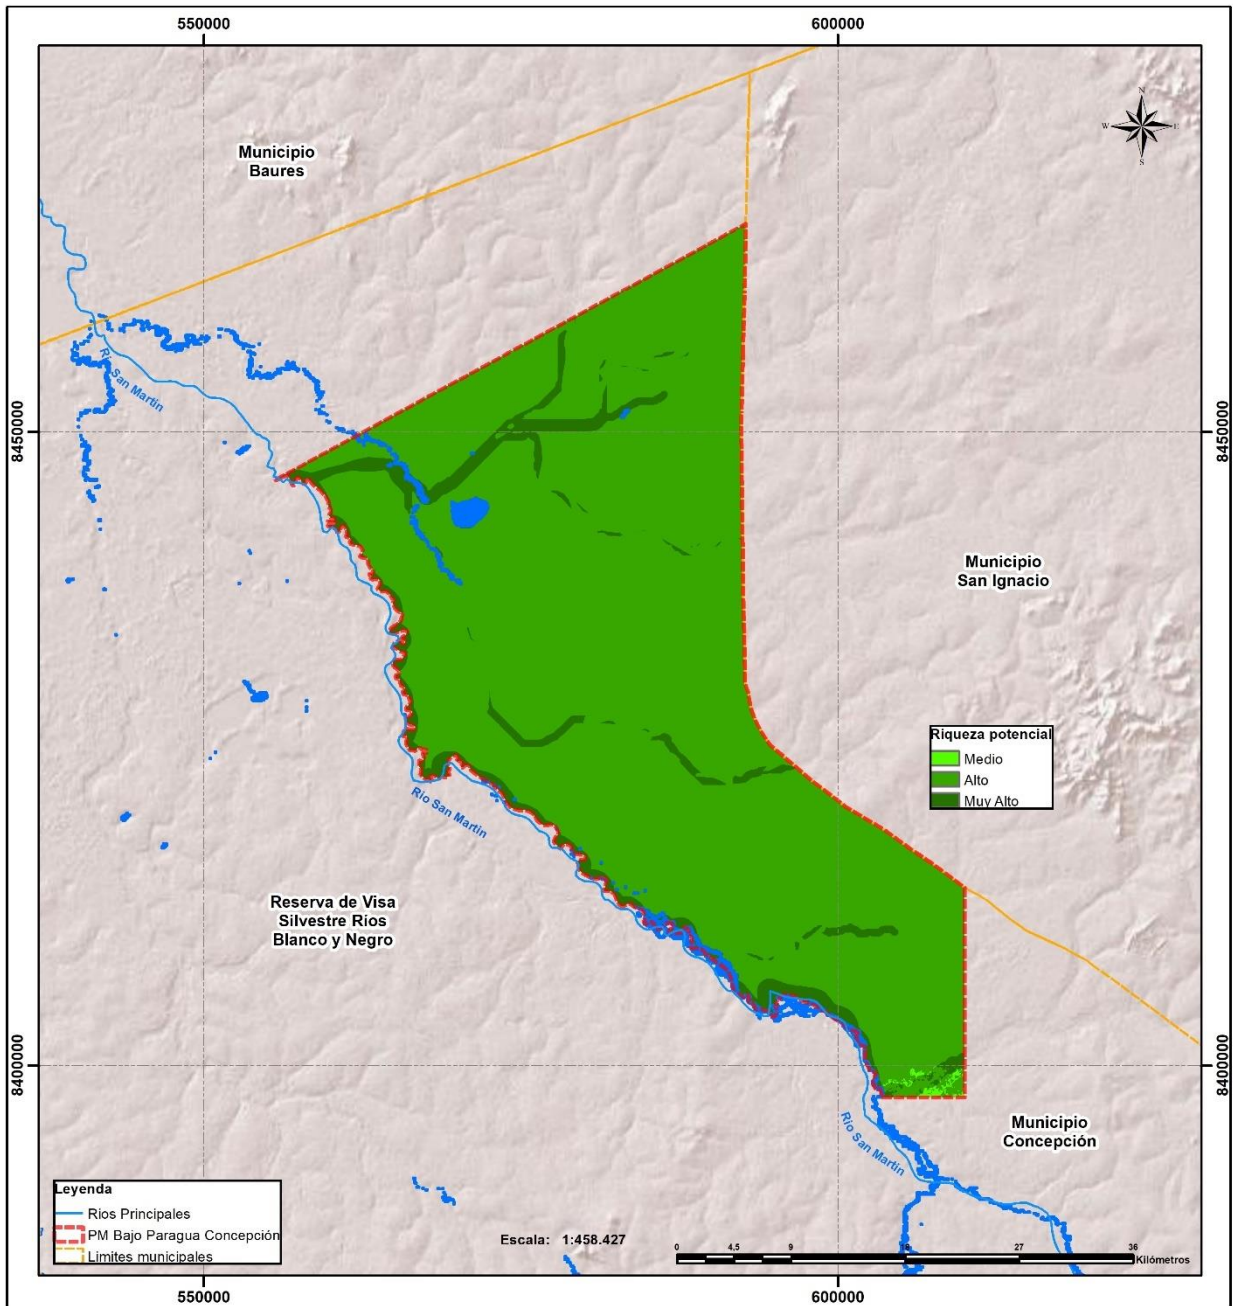 550000
600000
N
W
E
S
Municipio
Baures
8450000
8450000
Rio San Martin
Municipio
San Ignacio
Riqueza potencial
Medio
Alto
Muy Alto
Rio San Martin
Reserva de Visa
Silvestre Rios
Blanco y Negro
8400000
8400000
Rio San Martin
Municipio
Concepción
Leyenda
Rios Principales
PM Bajo Paragua Concepción
Limites municipales
Escala: 1:458.427
0 4.5 9 18 27 36
Kilómetros
550000
600000